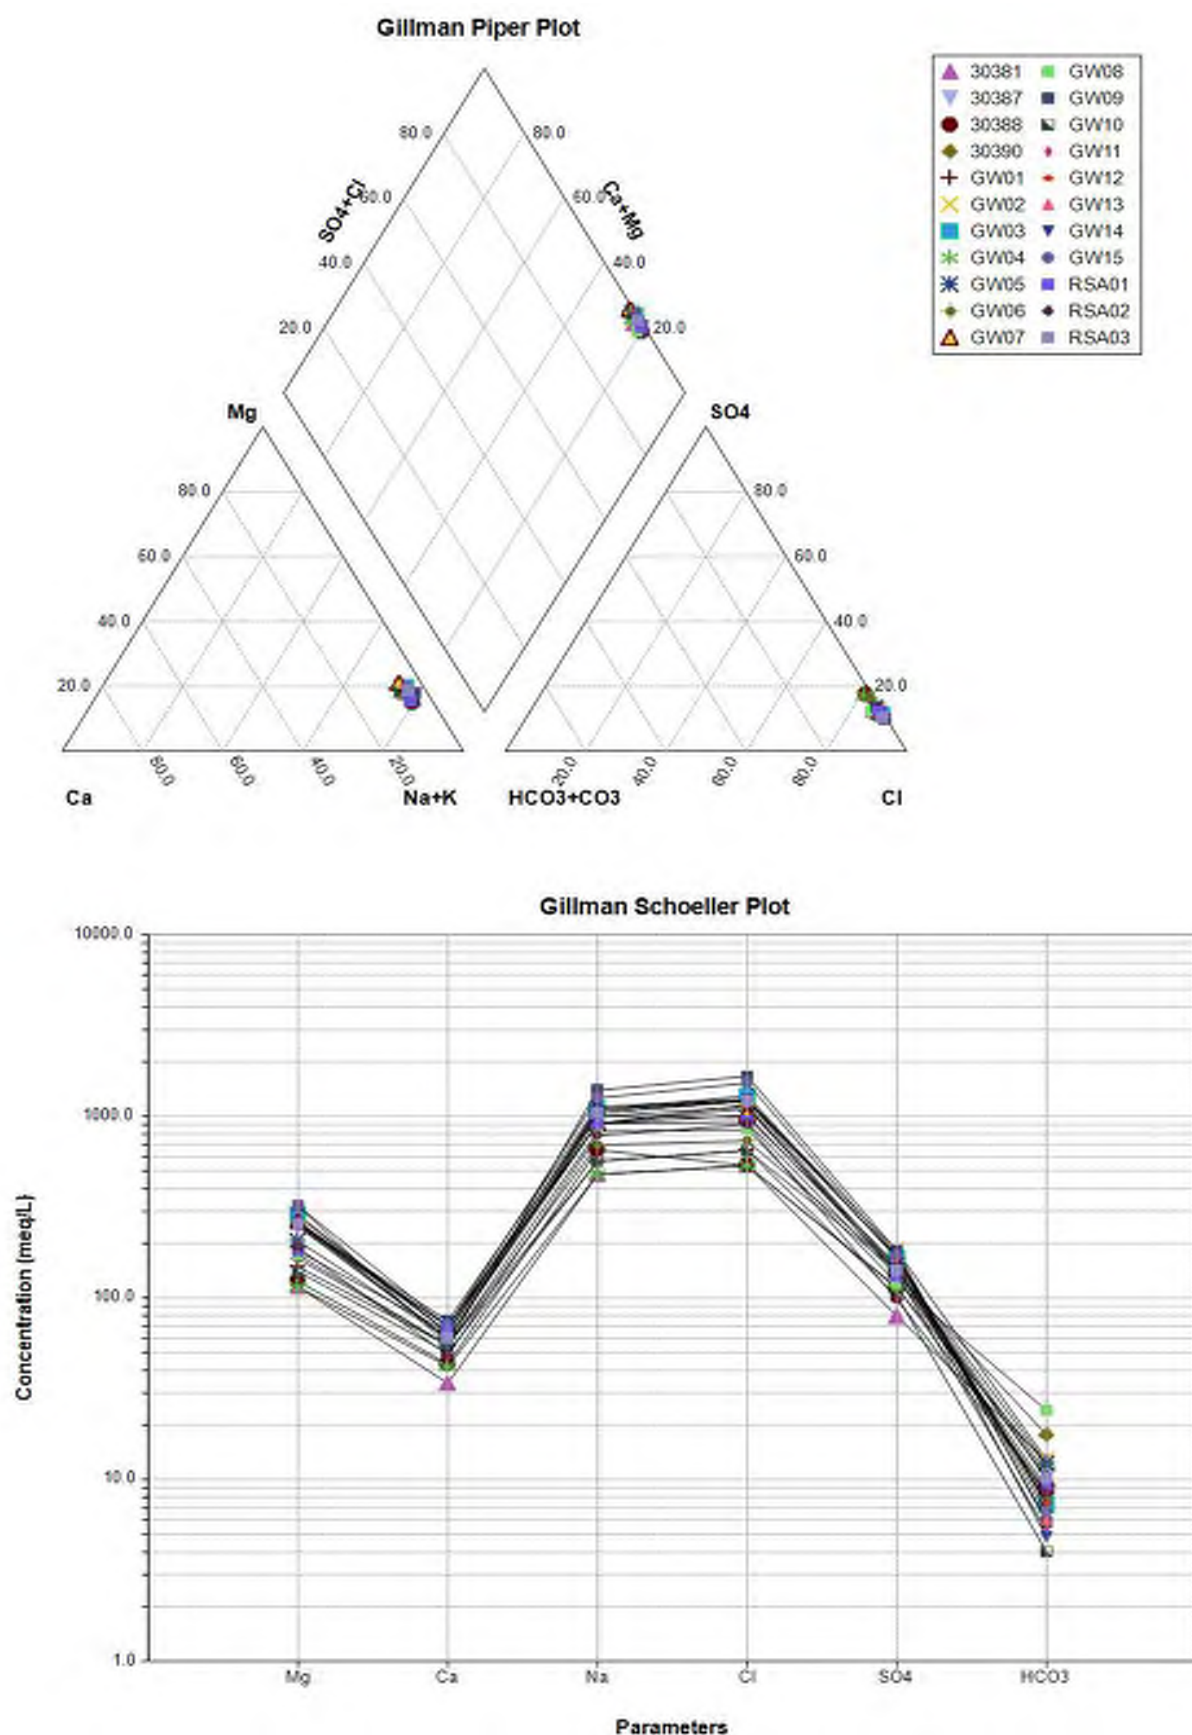 Gillman Piper Plot
30381 GW08
30387 GW09
30388 GW10
30390 GW11
GW01 GW12
GW02 GW13
GW03 GW14
GW04 GW15
GW05 RSA01
GW06 RSA02
GW07 RSA03
80.0 80.0
SO4+Cl 60.0 60.0 Ca+Mg
40.0 40.0
20.0 20.0
Mg SO4
80.0 80.0
60.0 60.0
40.0 40.0
20.0 20.0
80.0 60.0 40.0 20.0 20.0 40.0 60.0 80.0
Ca Na+K HCO3+CO3 Cl
Gillman Schoeller Plot
10000.0
1000.0
100.0
10.0
1.0
Concentration (meq/L)
Mg Ca Na Cl SO4 HCO3
Parameters